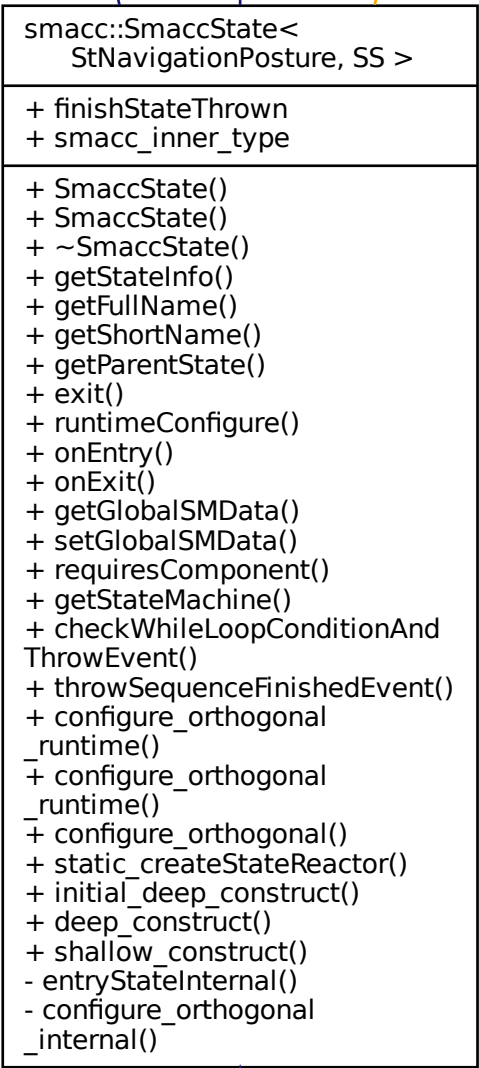 smacc::SmaccState<
StNavigationPosture, SS >
+ finishStateThrown
+ smacc_inner_type
+ SmaccState()
+ SmaccState()
+ ~SmaccState()
+ getStateInfo()
+ getFullName()
+ getShortName()
+ getParentState()
+ exit()
+ runtimeConfigure()
+ onEntry()
+ onExit()
+ getGlobalSMData()
+ setGlobalSMData()
+ requiresComponent()
+ getStateMachine()
+ checkWhileLoopConditionAnd
ThrowEvent()
+ throwSequenceFinishedEvent()
+ configure_orthogonal
_runtime()
+ configure_orthogonal
_runtime()
+ configure_orthogonal()
+ static_createStateReactor()
+ initial_deep_construct()
+ deep_construct()
+ shallow_construct()
- entryStateInternal()
- configure_orthogonal
_internal()